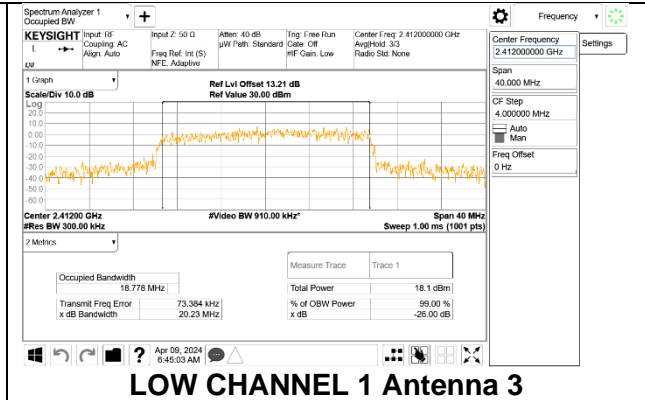 Spectrum Analyzer 1
Occupied BW
+
Frequency
KEYSIGHT
Input: RF
Coupling: AC
Align: Auto
Input Z: 50 Ω
Freq Ref: Int (S)
NFE: Adaptive
Atten: 40 dB
µW Path: Standard
Trig: Free Run
Gate: Off
#IF Gain: Low
Center Freq: 2.412000000 GHz
Avg|Hold: 3/3
Radio Std: None
Center Frequency
2.412000000 GHz
Settings
Span
40.000 MHz
CF Step
4.000000 MHz
Auto
Man
Freq Offset
0 Hz
1 Graph
Scale/Div 10.0 dB
Ref Lvl Offset 13.21 dB
Ref Value 30.00 dBm
Log
20.0
10.0
0.00
-10.0
-20.0
-30.0
-40.0
-50.0
-60.0
Center 2.41200 GHz
#Video BW 910.00 kHz*
Span 40 MHz
#Res BW 300.00 kHz
Sweep 1.00 ms (1001 pts)
2 Metrics
Measure Trace
Trace 1
Occupied Bandwidth
18.778 MHz
Total Power
18.1 dBm
Transmit Freq Error
73.384 kHz
% of OBW Power
99.00 %
x dB Bandwidth
20.23 MHz
x dB
-26.00 dB
?
Apr 09, 2024
6:45:03 AM
LOW CHANNEL 1 Antenna 3